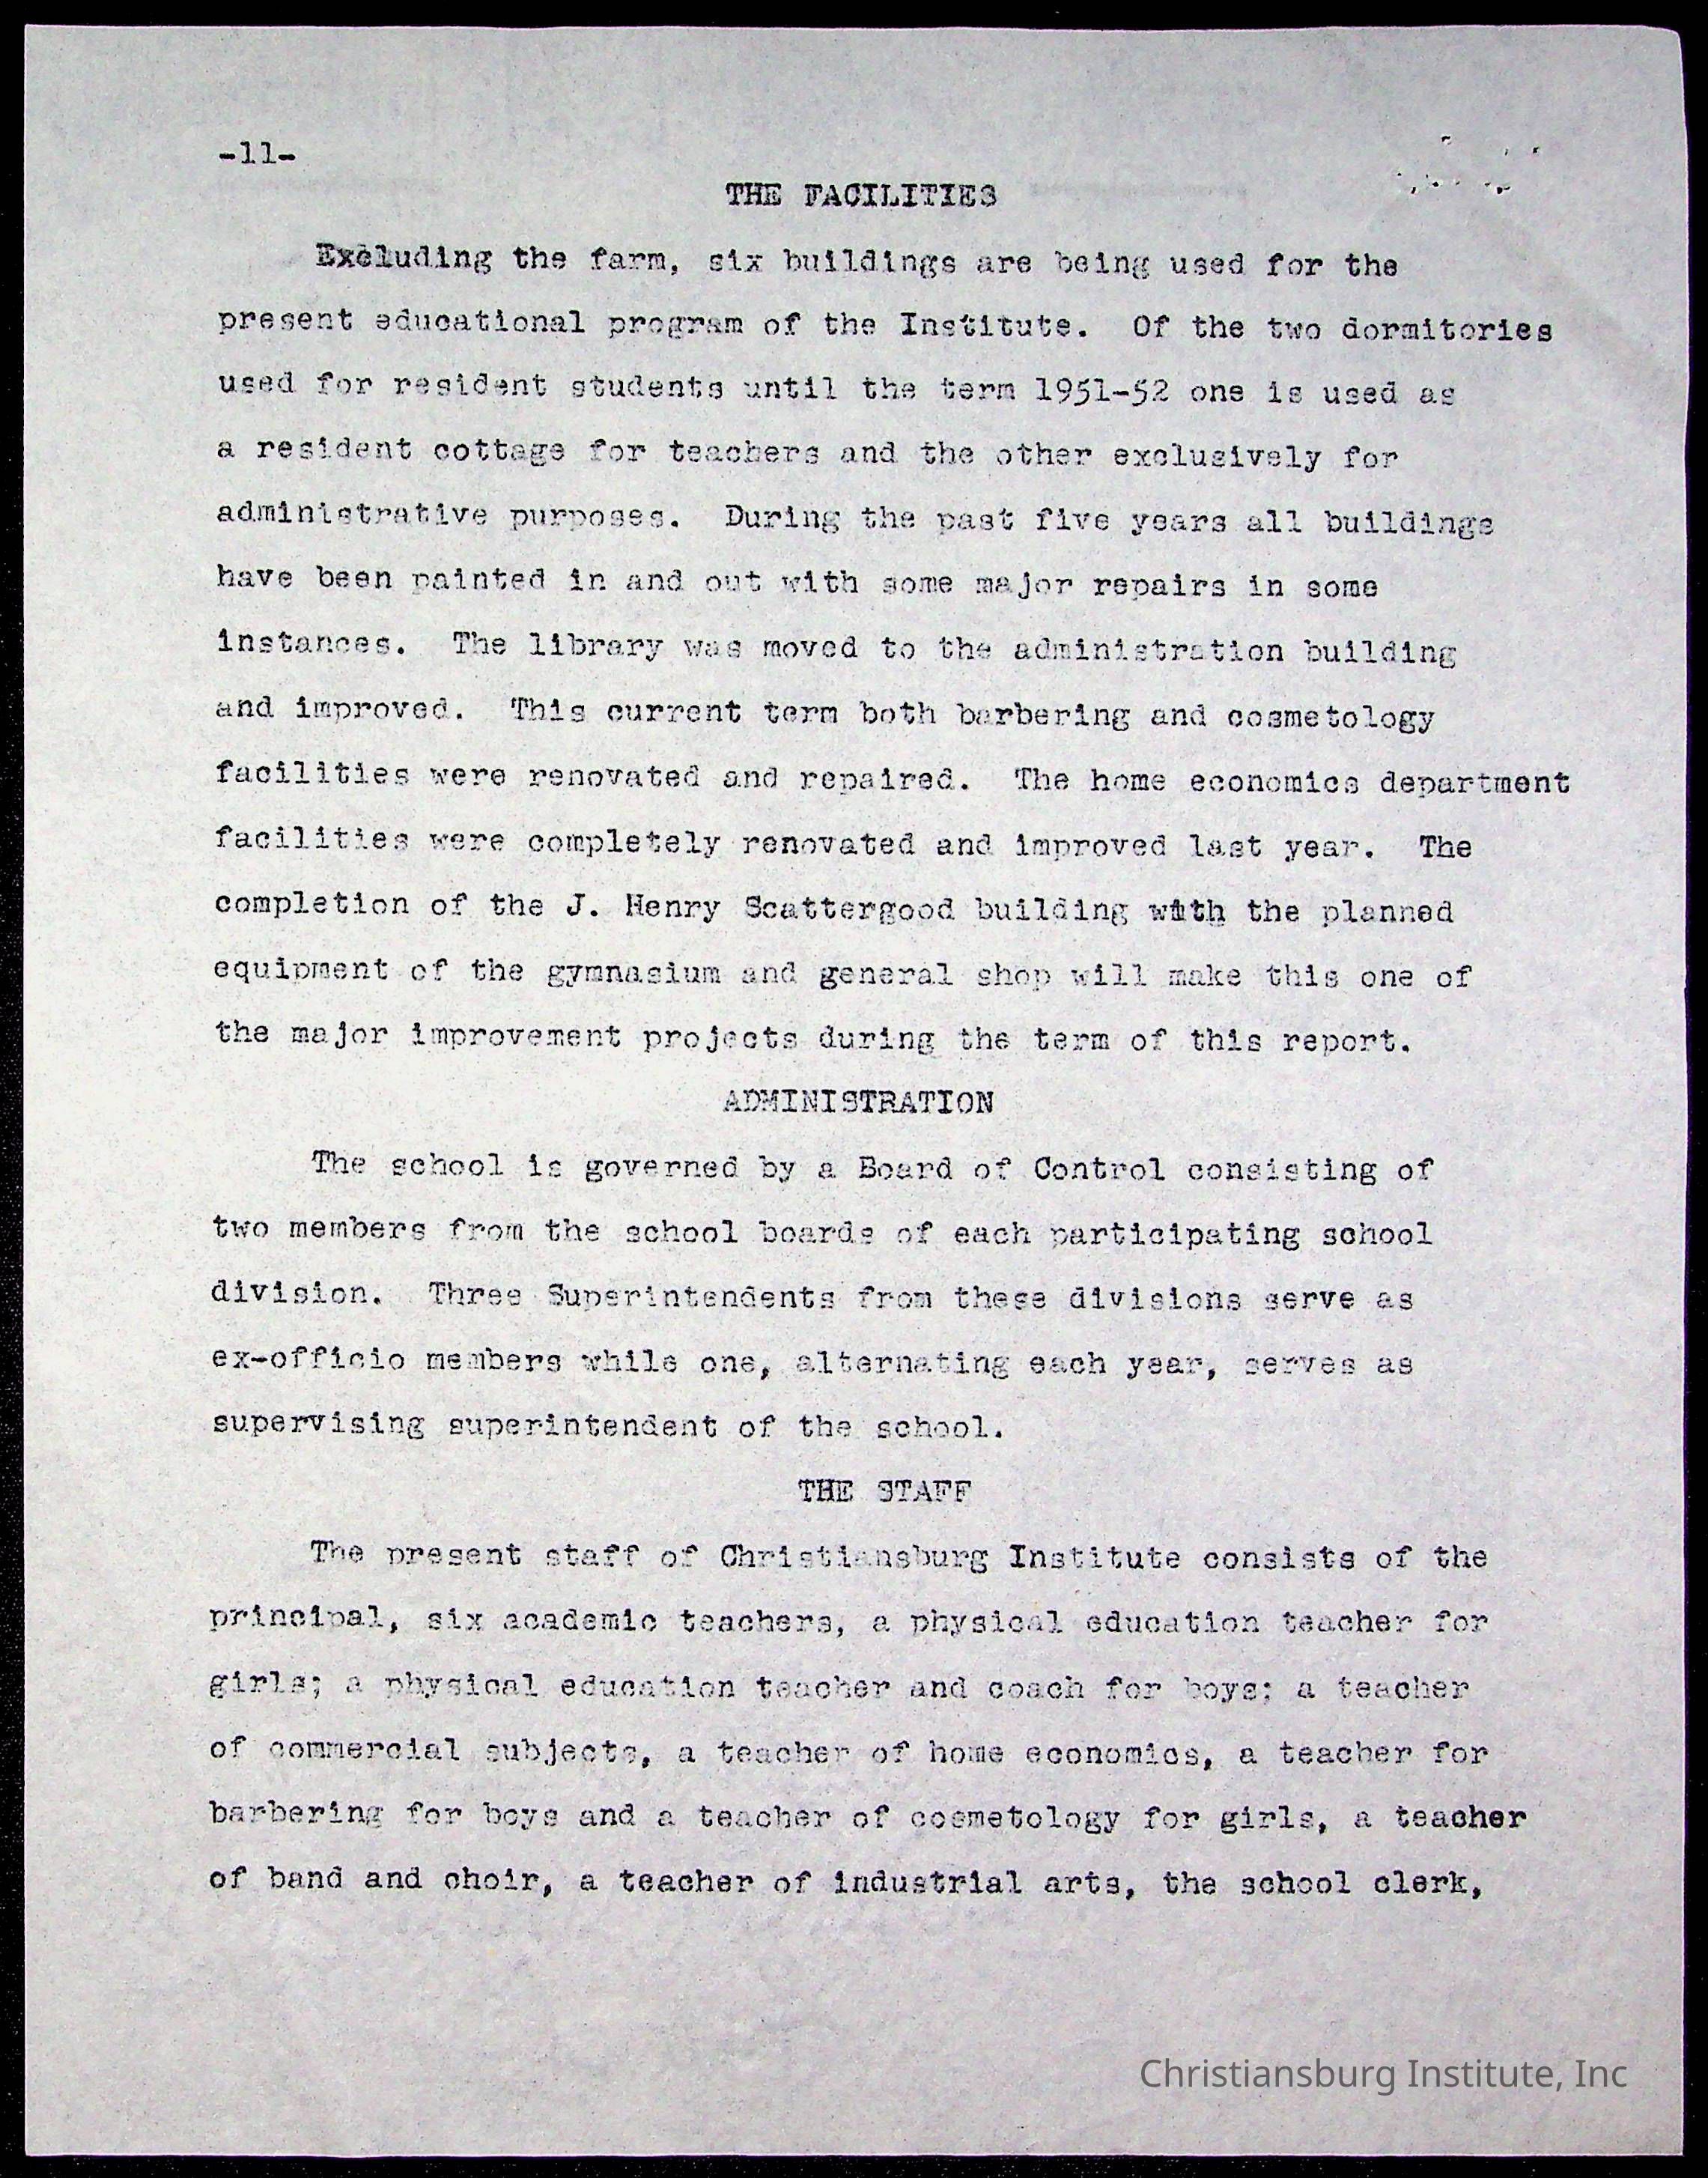 -11-
THE FACILITIES
Excluding the farm, six buildings are being used for the
present educational program of the Institute. Of the two dormitories
used for resident students until the term 1951-52 one is used as
a resident cottage for teachers and the other exclusively for
administrative purposes. During the past five years all buildings
have been painted in and out with some major repairs in some
instances. The library was moved to the administration building
and improved. This current term both barbering and cosmetology
facilities were renovated and repaired. The home economics department
facilities were completely renovated and improved last year. The
completion of the J. Henry Scattergood building with the planned
equipment of the gymnasium and general shop will make this one of
the major improvement projects during the term of this report.
ADMINISTRATION
The school is governed by a Board of Control consisting of
two members from the school boards of each participating school
division. Three Superintendents from these divisions serve as
ex-officio members while one, alternating each year, serves as
supervising superintendent of the school.
THE STAFF
The present staff of Christiansburg Institute consists of the
principal, six academic teachers, a physical education teacher for
girls; a physical education teacher and coach for boys; a teacher
of commercial subjects, a teacher of home economics, a teacher for
barbering for boys and a teacher of cosmetology for girls, a teacher
of band and choir, a teacher of industrial arts, the school clerk,
Christiansburg Institute, Inc